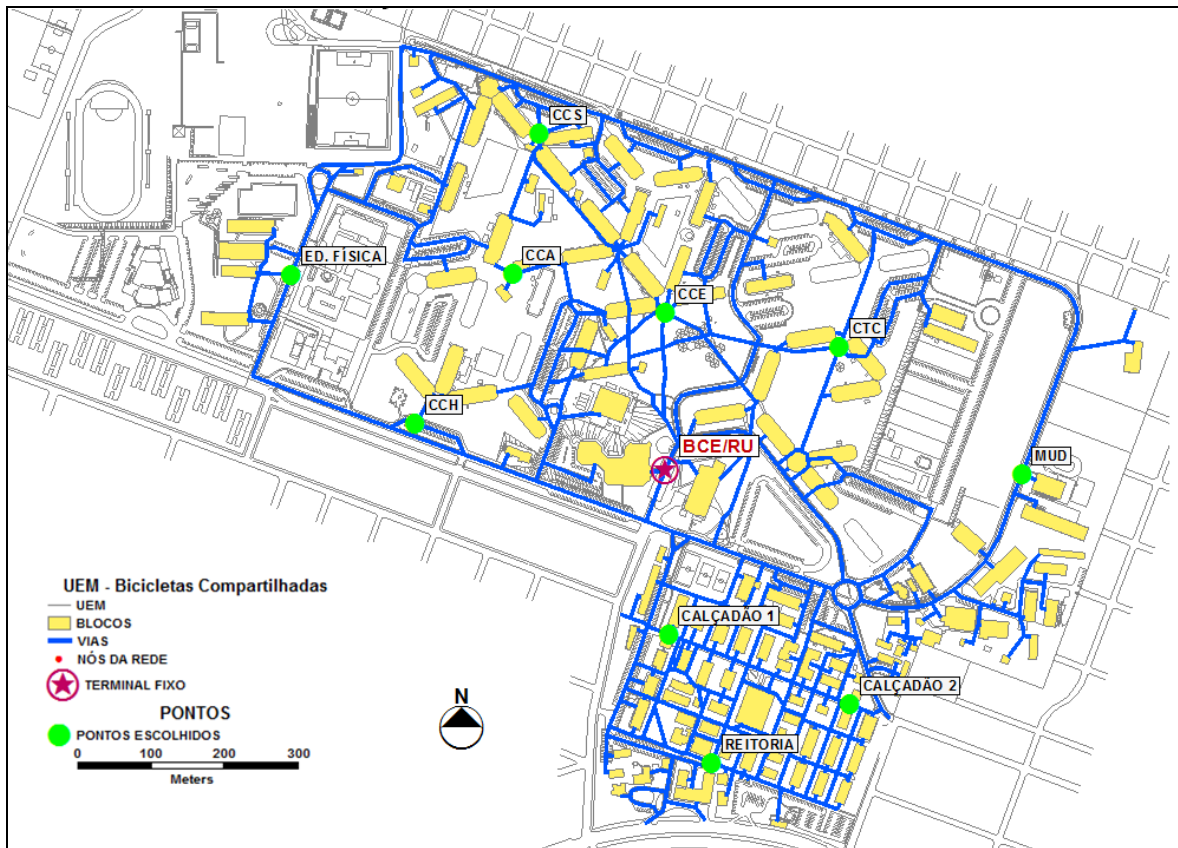 CCS
ED. FÍSICA
CCA
CCE
CTC
CCH
BCE/RU
MUD
CALÇADÃO 1
CALÇADÃO 2
REITORIA
UEM - Bicicletas Compartilhadas
UEM
BLOCOS
VIAS
NÓS DA REDE
TERMINAL FIXO
PONTOS
PONTOS ESCOLHIDOS
0 100 200 300
Meters
N